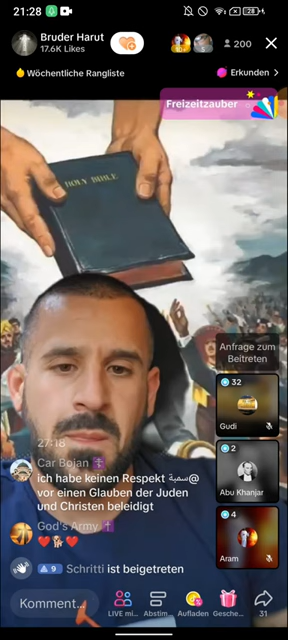 21:28
28
Bruder Harut
17.6K Likes
200
Wöchentliche Rangliste
Erkunden >
Freizeitzauber
HOLY BIBLE
Anfrage zum
Beitreten
32
Gudi
27:18
Car Bojan
ich habe keinen Respekt سمية@
vor einen Glauben der Juden
und Christen beleidigt
2
Abu Khanjar
God's Army
4
Aram
9 Schritti ist beigetreten
Komment...
LIVE mi...
Abstim...
Aufladen
Gesche...
31